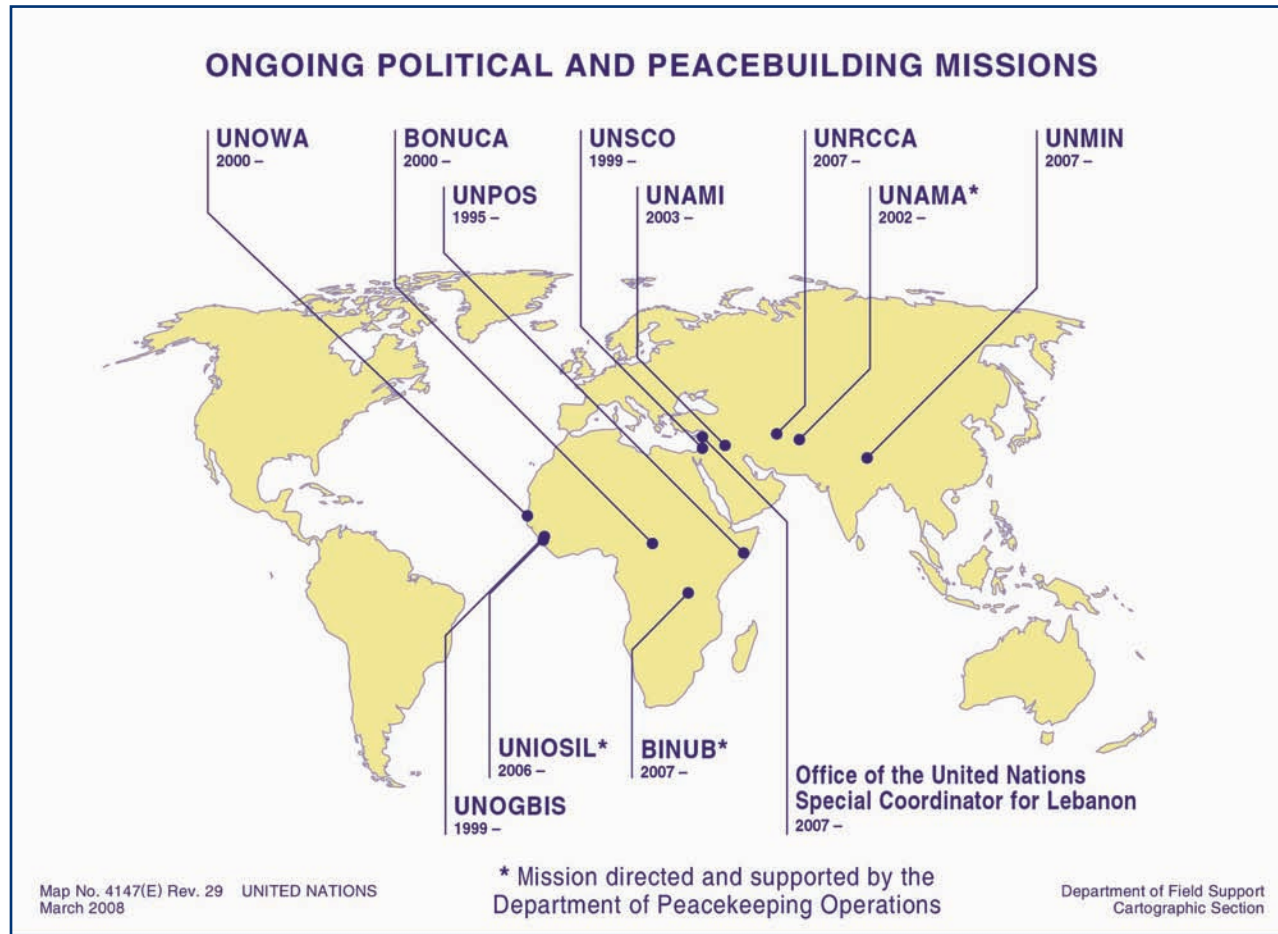 ONGOING POLITICAL AND PEACEBUILDING MISSIONS
UNOWA
2000 –
BONUCA
2000 –
UNSCO
1999 –
UNRCCA
2007 –
UNMIN
2007 –
UNPOS
1995 –
UNAMI
2003 –
UNAMA*
2002 –
UNIOSIL*
2006 –
BINUB*
2007 –
UNOGBIS
1999 –
Office of the United Nations
Special Coordinator for Lebanon
2007 –
* Mission directed and supported by the
Department of Peacekeeping Operations
Map No. 4147(E) Rev. 29 UNITED NATIONS
March 2008
Department of Field Support
Cartographic Section